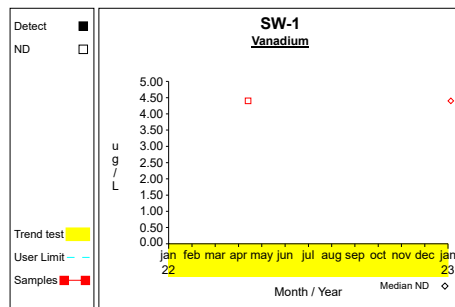 Detect
ND
Trend test
User Limit
Samples
SW-1
Vanadium
ug/L
5.00
4.50
4.00
3.50
3.00
2.50
2.00
1.50
1.00
0.50
0.00
jan feb mar apr may jun jul aug sep oct nov dec jan
22 23
Month / Year
Median ND